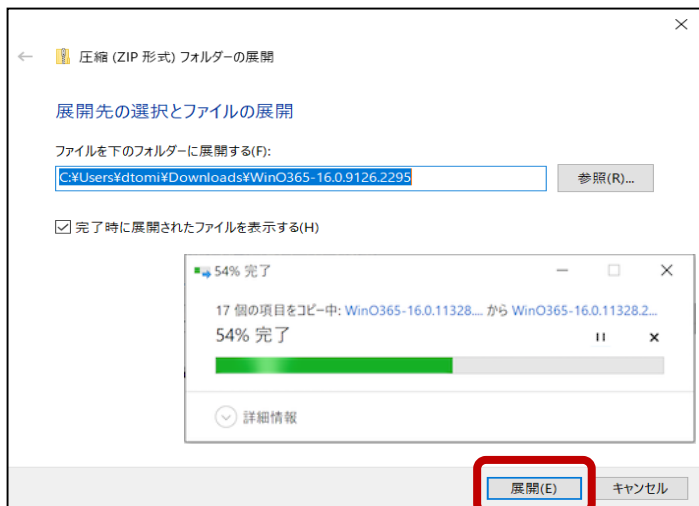 圧縮 (ZIP 形式) フォルダーの展開
展開先の選択とファイルの展開
ファイルを下のフォルダーに展開する(F):
C:¥Users¥dtomi¥Downloads¥WinO365-16.0.9126.2295
参照(R)...
完了時に展開されたファイルを表示する(H)
54% 完了
17 個の項目をコピー中: WinO365-16.0.11328.... から WinO365-16.0.11328.2...
54% 完了
詳細情報
展開(E)
キャンセル